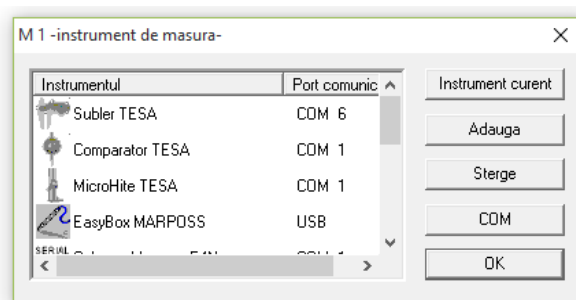 M 1 -instrument de masura-
Instrumentul Port comunic
Instrument curent
Subler TESA COM 6
Adauga
Comparator TESA COM 1
Sterge
MicroHite TESA COM 1
COM
EasyBox MARPOSS USB
SERIAL
OK